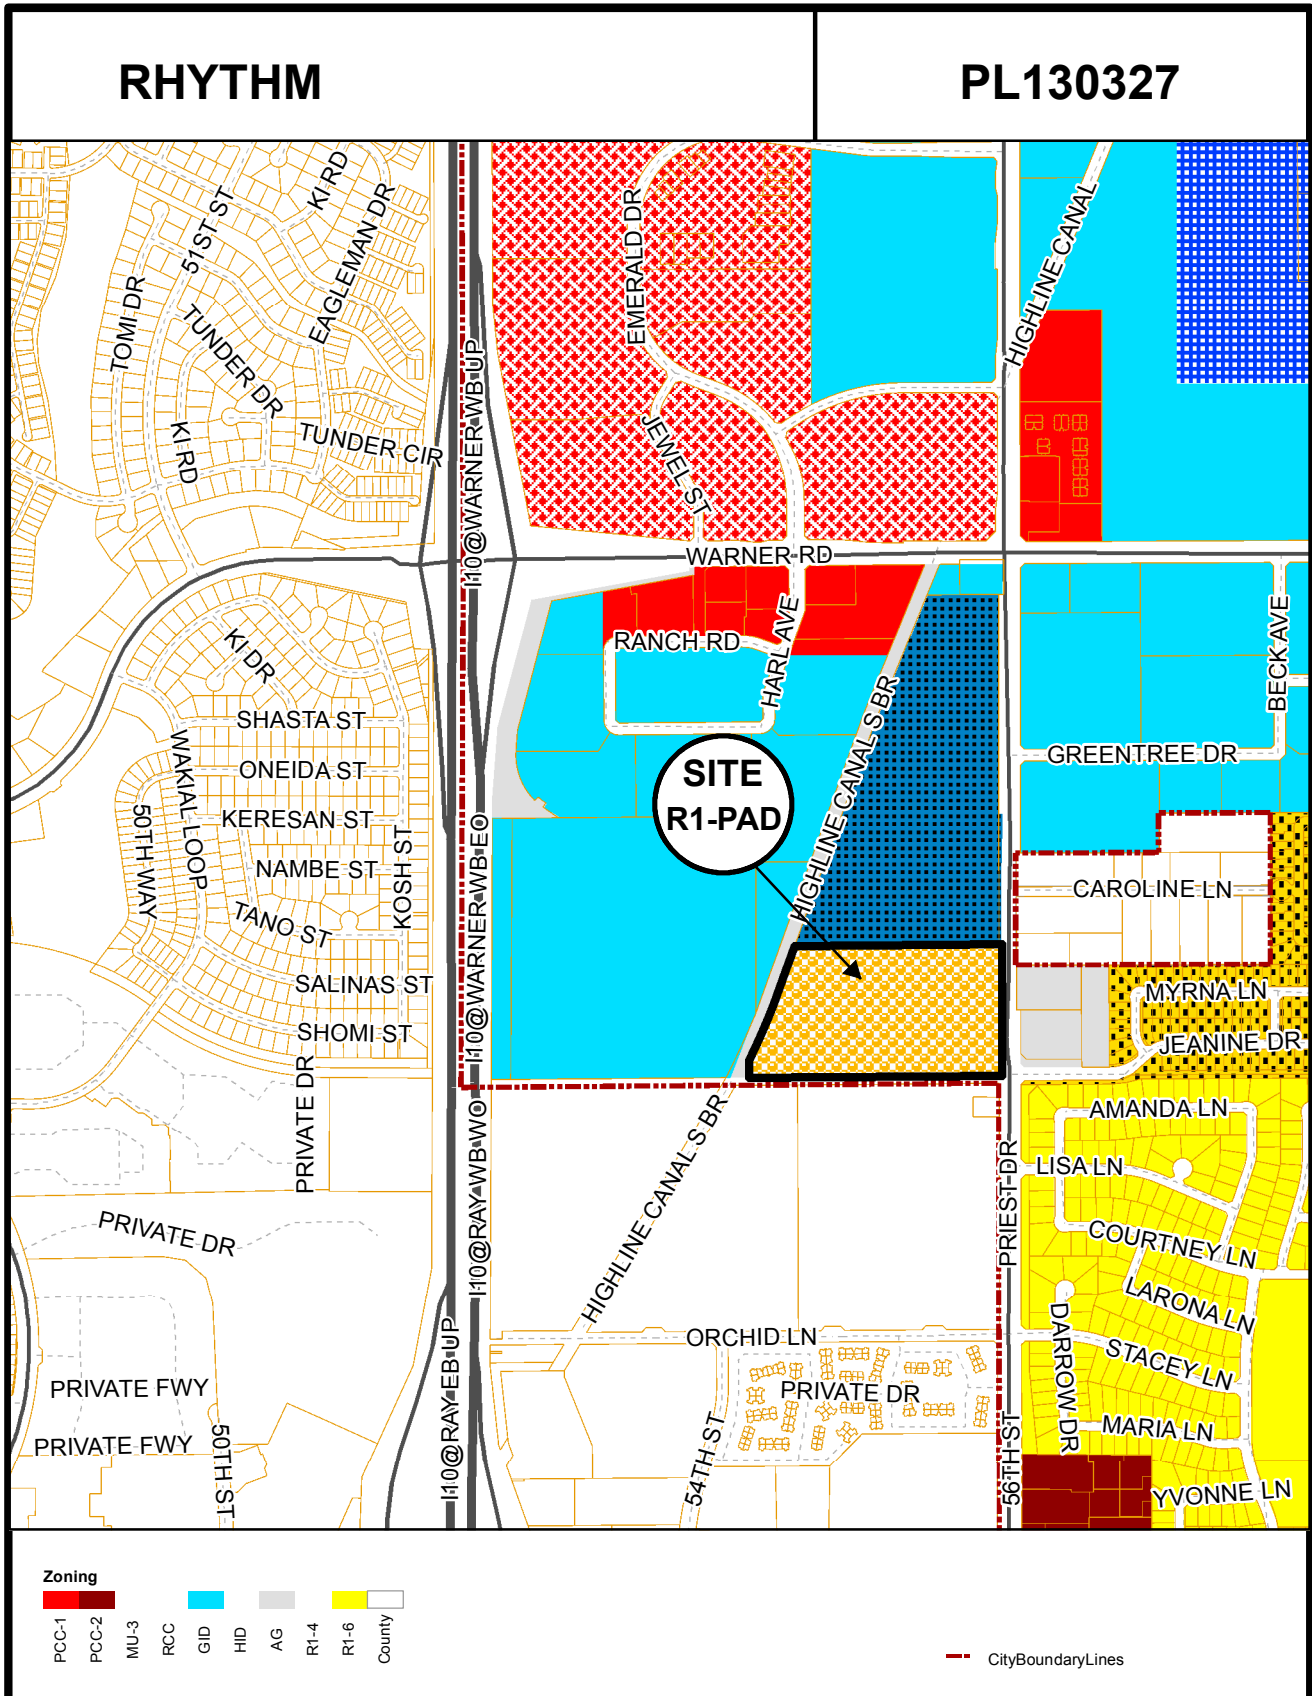 RHYTHM
PL130327
KI RD
51ST ST
EAGLEMAN DR
TOMI DR
TUNDER DR
KI RD
TUNDER CIR
I10@WARNER WB UP
EMERALD DR
JEWEL ST
HIGHLINE CANAL
WARNER RD
RANCH RD
HARL AVE
BECK AVE
KI DR
SHASTA ST
ONEIDA ST
WAKIAL LOOP
50TH WAY
KERESAN ST
NAMBE ST
KOSH ST
TANO ST
SALINAS ST
SHOMI ST
PRIVATE DR
I10@WARNER WB EO
I10@WARNER WB UP
SITE
R1-PAD
HIGHLINE CANAL S BR
GREENTREE DR
CAROLINE LN
MYRNA LN
JEANINE DR
AMANDA LN
LISA LN
PRIEST DR
COURTNEY LN
LARONA LN
DARROW DR
STACEY LN
MARIA LN
YVONNE LN
56TH ST
HIGHLINE CANAL S BR
ORCHID LN
PRIVATE DR
54TH ST
I10@RAY WB WO
I10@RAY EB UP
PRIVATE DR
PRIVATE FWY
PRIVATE FWY
50TH ST
Zoning
PCC-1
PCC-2
MU-3
RCC
GID
HID
AG
R1-4
R1-6
County
CityBoundaryLines